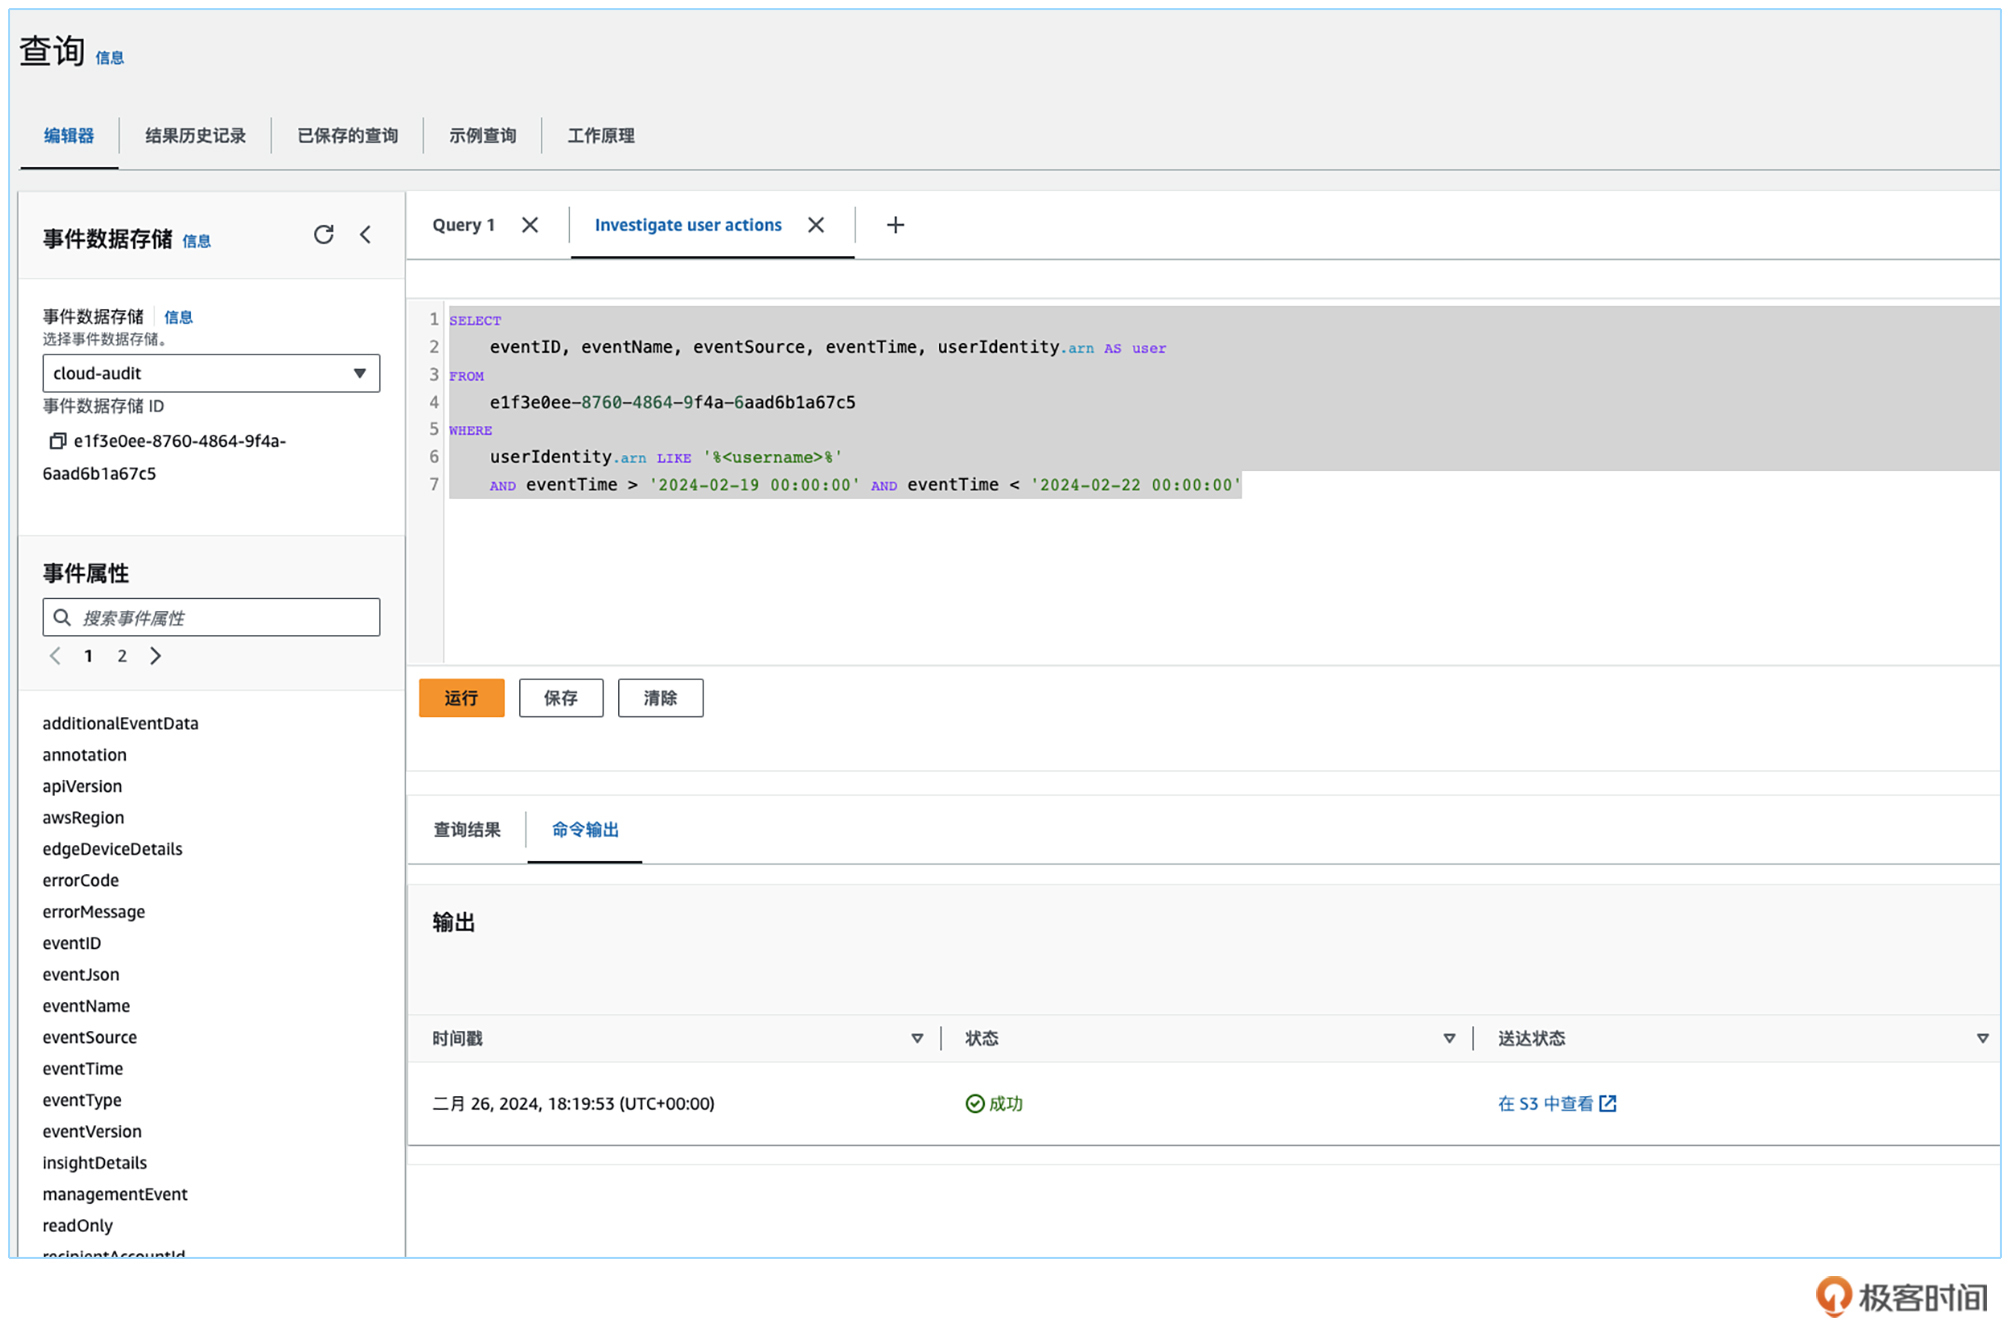 查询 信息
编辑器 结果历史记录 已保存的查询 示例查询 工作原理
事件数据存储 信息
事件数据存储 信息
选择事件数据存储。
cloud-audit
事件数据存储 ID
e1f3e0ee-8760-4864-9f4a-
6aad6b1a67c5
事件属性
搜索事件属性
1 2
additionalEventData
annotation
apiVersion
awsRegion
edgeDeviceDetails
errorCode
errorMessage
eventID
eventJson
eventName
eventSource
eventTime
eventType
eventVersion
insightDetails
managementEvent
readOnly
recipientAccountId
Query 1 Investigate user actions
1 SELECT
2 eventID, eventName, eventSource, eventTime, userIdentity.arn AS user
3 FROM
4 e1f3e0ee-8760-4864-9f4a-6aad6b1a67c5
5 WHERE
6 userIdentity.arn LIKE '%<username>%'
7 AND eventTime > '2024-02-19 00:00:00' AND eventTime < '2024-02-22 00:00:00'
运行 保存 清除
查询结果 命令输出
输出
时间戳 状态 送达状态
二月 26, 2024, 18:19:53 (UTC+00:00) 成功 在 S3 中查看
极客时间